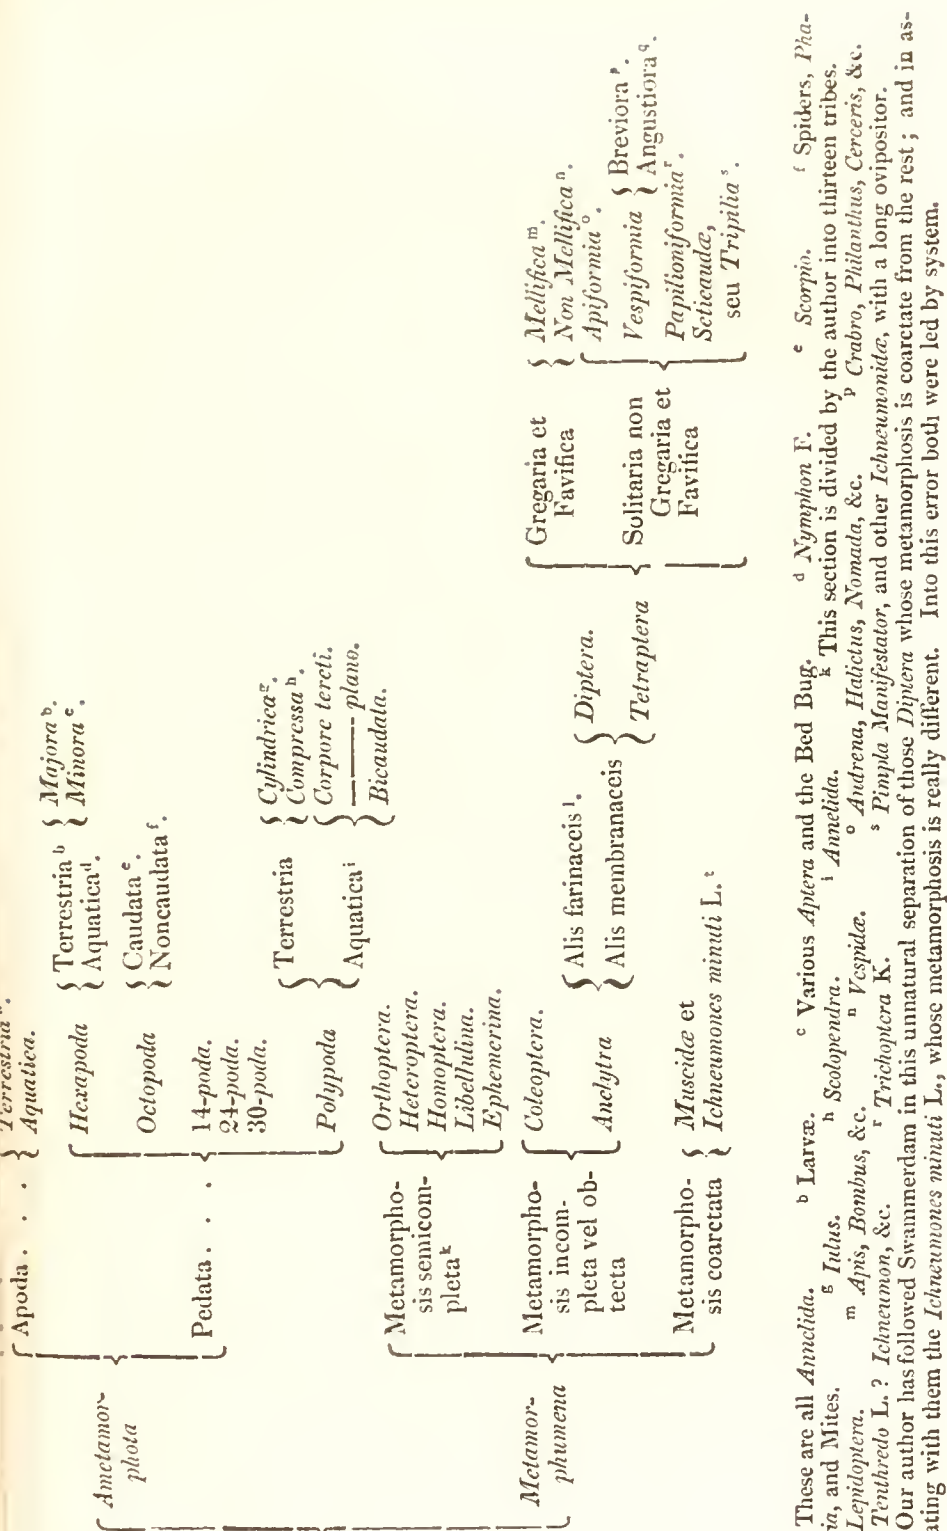 Ametamor-
phota
Apoda . . .
Terrestria
Aquatica.
Pedata . . .
Hexapoda
Terrestria b
Aquatica d.
Majora b.
Minora c.
Octopoda
Caudata e.
Noncaudata f.
14-poda.
24-poda.
30-poda.
Polypoda
Terrestria
Aquatica i
Cylindrica g.
Compressa h.
Corpore tereti.
——— plano.
Bicaudata.
Metamor-
phumena
Metamorpho-
sis semicom-
pleta k
Orthoptera.
Heteroptera.
Homoptera.
Libellulina.
Ephemerina.
Metamorpho-
sis incom-
pleta vel ob-
tecta
Coleoptera.
Anelytra
Alis farinaceis l.
Alis membranaceis
Diptera.
Tetraptera
Gregaria et
Favifica
Mellifica m.
Non Mellifica n.
Solitaria non
Gregaria et
Favifica
Apiformia o.
Vespiformia
Breviora p.
Angustiora q.
Papilioniformia r.
Seticaudæ,
seu Tripilia s.
Metamorpho-
sis coarctata
Muscidæ et
Ichneumones minuti L. t
These are all Annelida. b Larvæ. c Various Aptera and the Bed Bug. d Nymphon F. e Scorpio. f Spiders, Pha-
ia, and Mites. g Iulus. h Scolopendra. i Annelida. k This section is divided by the author into thirteen tribes.
Lepidoptera. m Apis, Bombus, &c. n Vespidæ. o Andrena, Halictus, Nomada, &c. p Crabro, Philanthus, Cerceris, &c.
Tenthredo L. ? Ichneumon, &c. r Trichoptera K. s Pimpla Manifestator, and other Ichneumonidæ, with a long ovipositor.
Our author has followed Swammerdam in this unnatural separation of those Diptera whose metamorphosis is coarctate from the rest; and in as-
ating with them the Ichneumones minuti L., whose metamorphosis is really different. Into this error both were led by system.